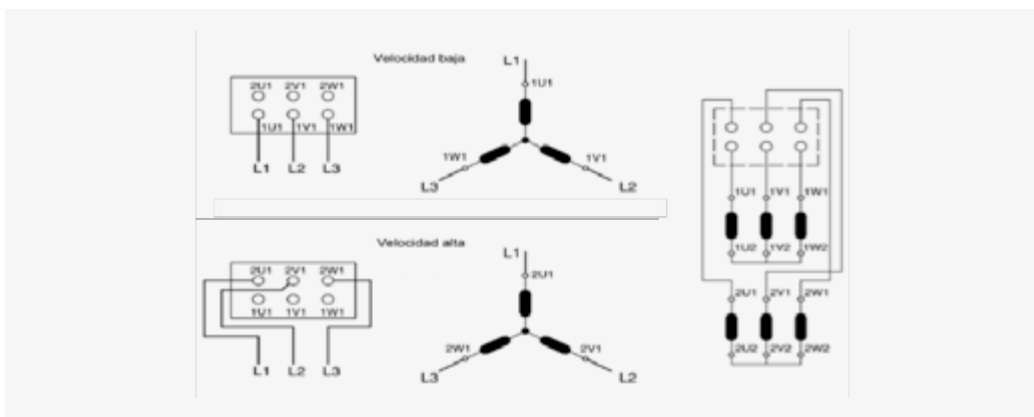 Velocidad baja
2U1 2V1 2W1
1U1 1V1 1W1
L1 L2 L3
L1
1U1
1W1 1V1
L3 L2
Velocidad alta
2U1 2V1 2W1
1U1 1V1 1W1
L1 L2 L3
L1
2U1
2W1 2V1
L3 L2
1U1 1V1 1W1
1U2 1V2 1W2
2U1 2V1 2W1
2U2 2V2 2W2